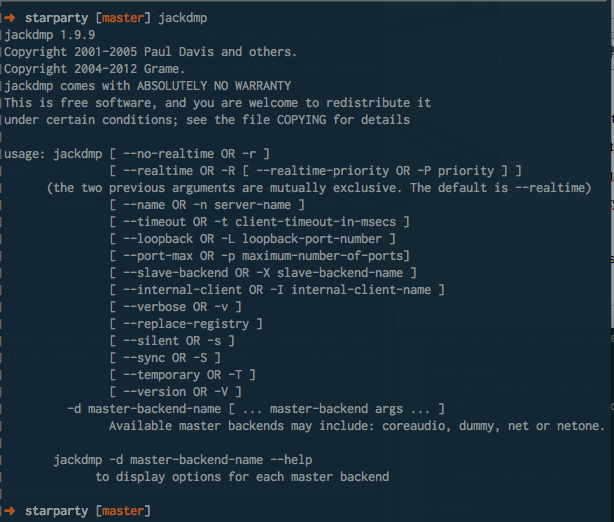 ➜ starparty [master] jackdmp
jackdmp 1.9.9
Copyright 2001-2005 Paul Davis and others.
Copyright 2004-2012 Grame.
jackdmp comes with ABSOLUTELY NO WARRANTY
This is free software, and you are welcome to redistribute it
under certain conditions; see the file COPYING for details
usage: jackdmp [ --no-realtime OR -r ]
[ --realtime OR -R [ --realtime-priority OR -P priority ] ]
(the two previous arguments are mutually exclusive. The default is --realtime)
[ --name OR -n server-name ]
[ --timeout OR -t client-timeout-in-msecs ]
[ --loopback OR -L loopback-port-number ]
[ --port-max OR -p maximum-number-of-ports]
[ --slave-backend OR -X slave-backend-name ]
[ --internal-client OR -I internal-client-name ]
[ --verbose OR -v ]
[ --replace-registry ]
[ --silent OR -s ]
[ --sync OR -S ]
[ --temporary OR -T ]
[ --version OR -V ]
-d master-backend-name [ ... master-backend args ... ]
Available master backends may include: coreaudio, dummy, net or netone.
jackdmp -d master-backend-name --help
to display options for each master backend
➜ starparty [master]